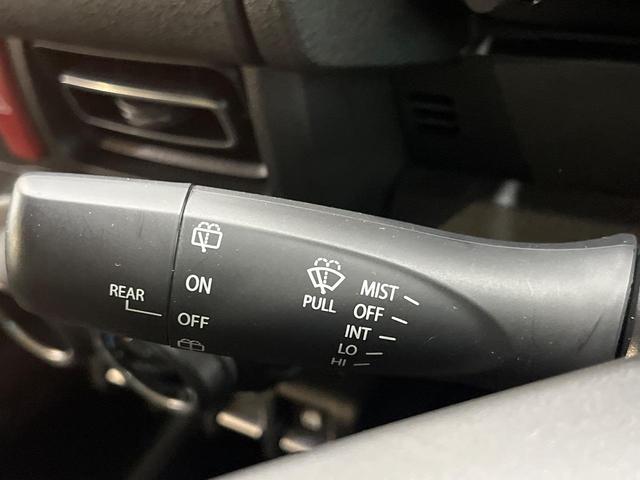 REAR
ON
OFF
PULL
MIST
OFF
INT
LO
HI